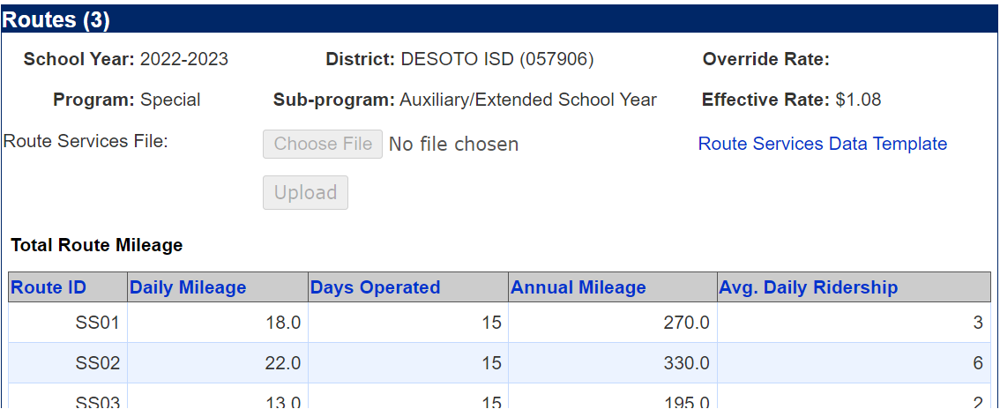 Routes (3)
School Year: 2022-2023 District: DESOTO ISD (057906) Override Rate:
Program: Special Sub-program: Auxiliary/Extended School Year Effective Rate: $1.08
Route Services File: Choose File No file chosen Route Services Data Template
Upload
Total Route Mileage
Route ID Daily Mileage Days Operated Annual Mileage Avg. Daily Ridership
SS01 18.0 15 270.0 3
SS02 22.0 15 330.0 6
SS03 13.0 15 195.0 2